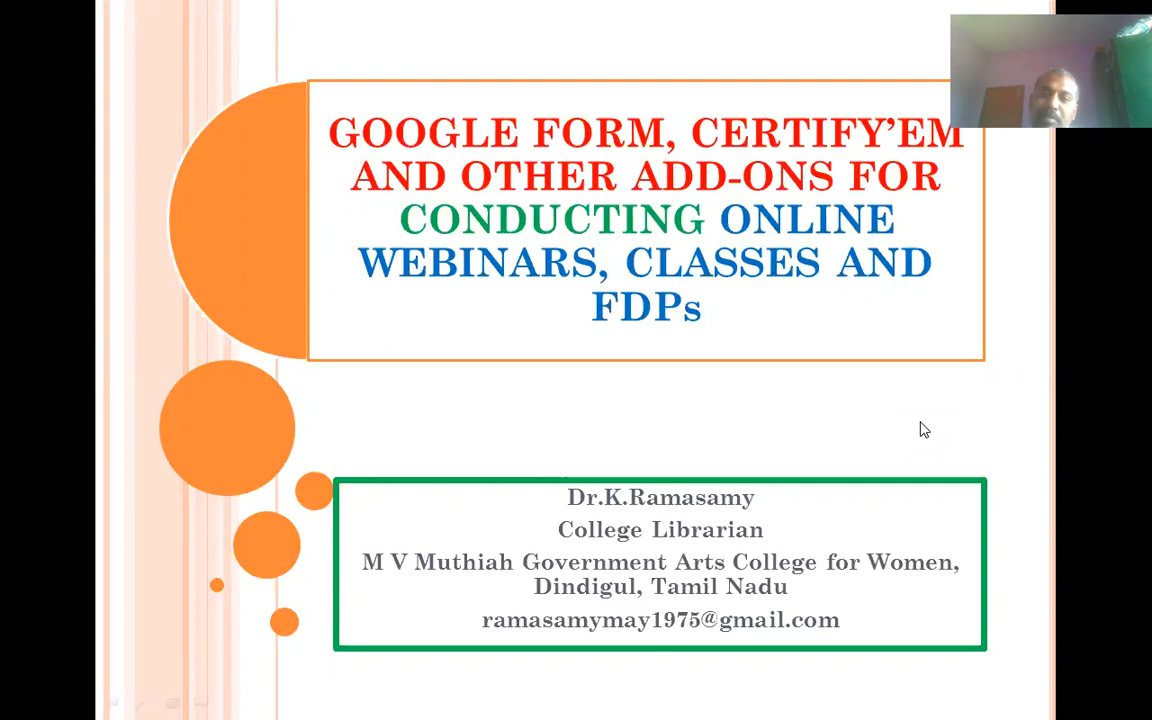 GOOGLE FORM, CERTIFY’EM
AND OTHER ADD-ONS FOR
CONDUCTING ONLINE
WEBINARS, CLASSES AND
FDPs
Dr.K.Ramasamy
College Librarian
M V Muthiah Government Arts College for Women,
Dindigul, Tamil Nadu
ramasamymay1975@gmail.com